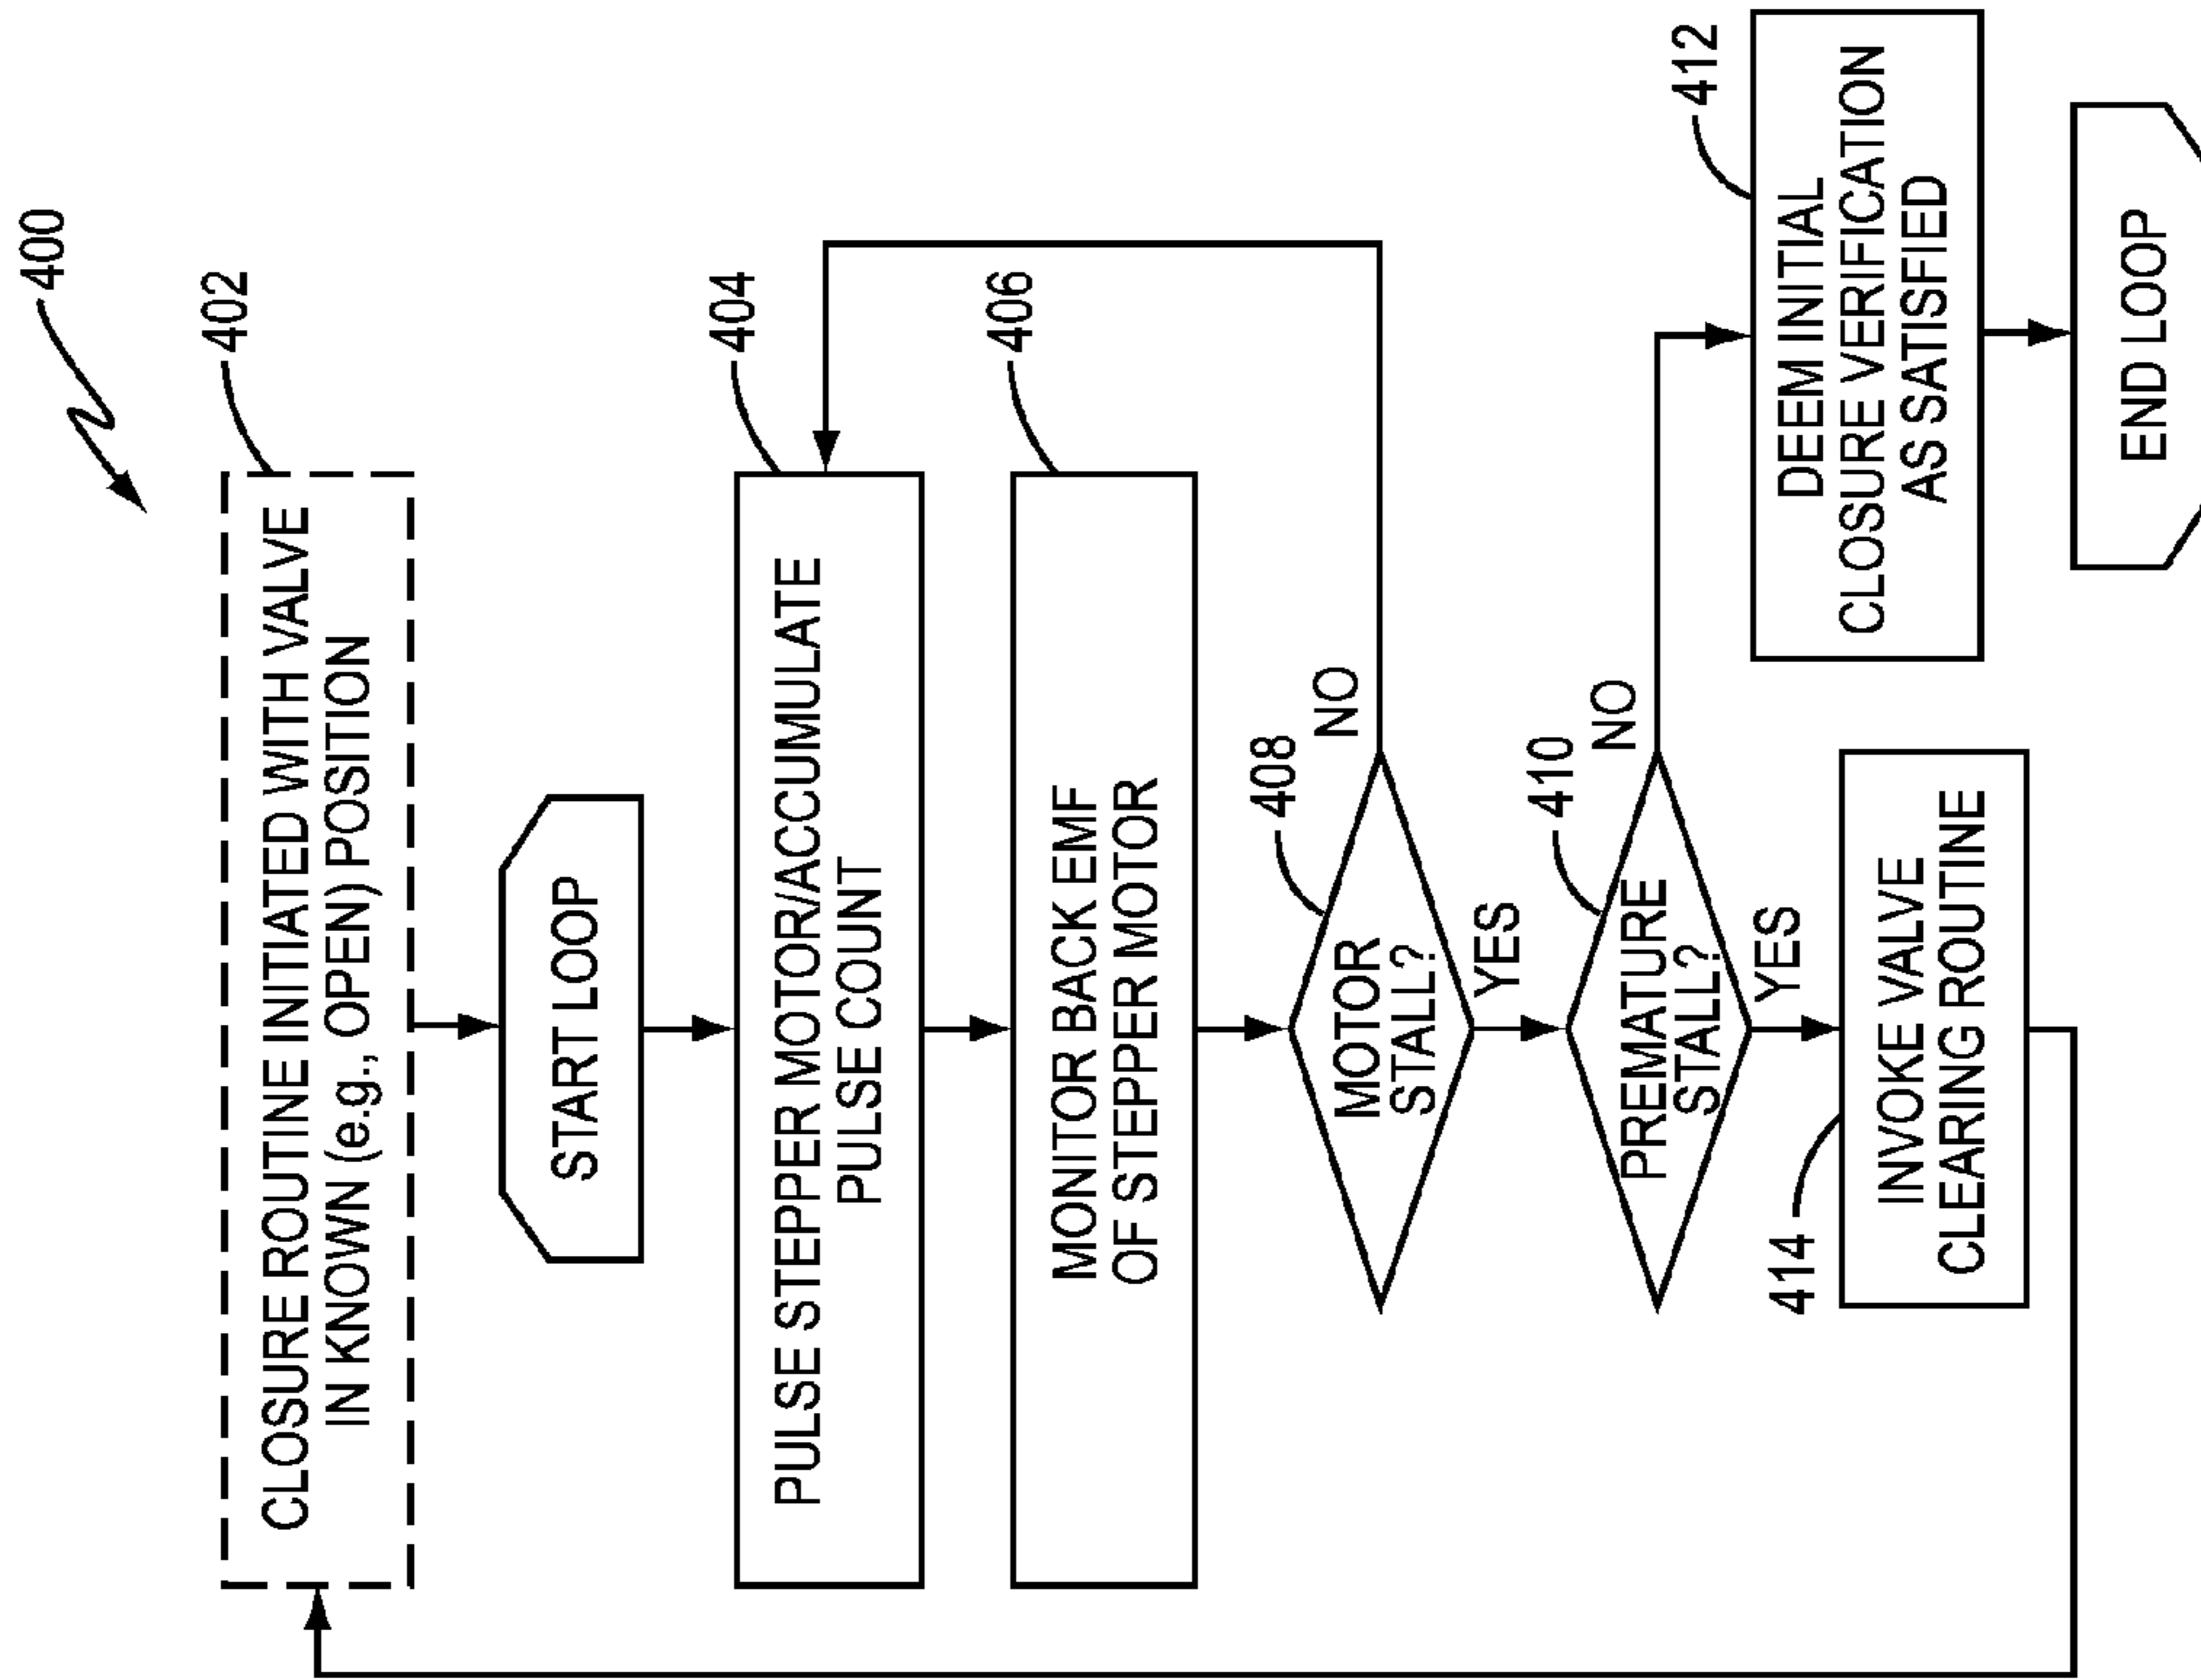 400
402
CLOSURE ROUTINE INITIATED WITH VALVE
IN KNOWN (e.g., OPEN) POSITION
START LOOP
404
PULSE STEPPER MOTOR/ACCUMULATE
PULSE COUNT
406
MONITOR BACK EMF
OF STEPPER MOTOR
408
NO
MOTOR
STALL?
YES
410
NO
PREMATURE
STALL?
YES
412
DEEM INITIAL
CLOSURE VERIFICATION
AS SATISFIED
414
INVOKE VALVE
CLEARING ROUTINE
END LOOP